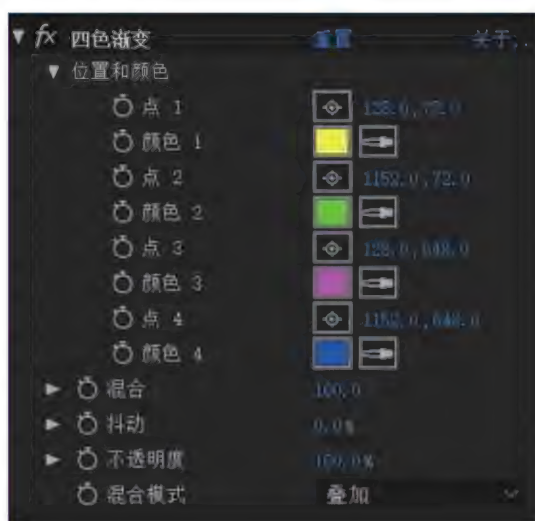 fx 四色渐变 重置 关于..
位置和颜色
点 1 128.0,72.0
颜色 1
点 2 1152.0,72.0
颜色 2
点 3 128.0,648.0
颜色 3
点 4 1152.0,648.0
颜色 4
混合 100.0
抖动 0.0%
不透明度 100.0%
混合模式 叠加